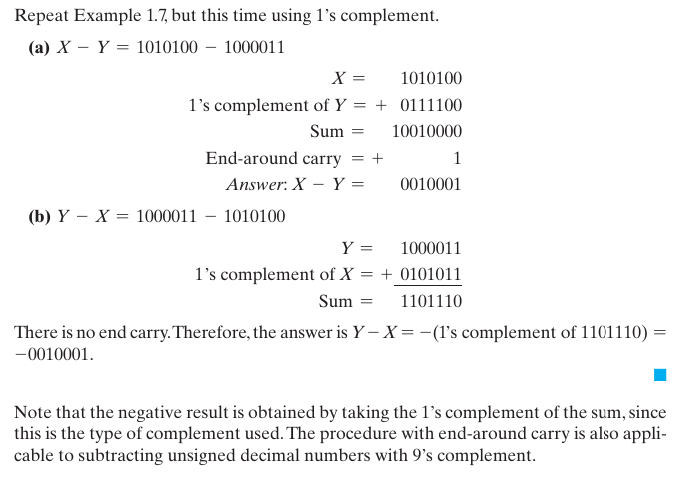 Repeat Example 1.7, but this time using 1's complement.
(a) X − Y = 1010100 − 1000011
X = 1010100
1's complement of Y = + 0111100
Sum = 10010000
End-around carry = + 1
Answer: X − Y = 0010001
(b) Y − X = 1000011 − 1010100
Y = 1000011
1's complement of X = + 0101011
Sum = 1101110
There is no end carry. Therefore, the answer is Y − X = −(1's complement of 1101110) =
−0010001.
Note that the negative result is obtained by taking the 1's complement of the sum, since
this is the type of complement used. The procedure with end-around carry is also appli-
cable to subtracting unsigned decimal numbers with 9's complement.